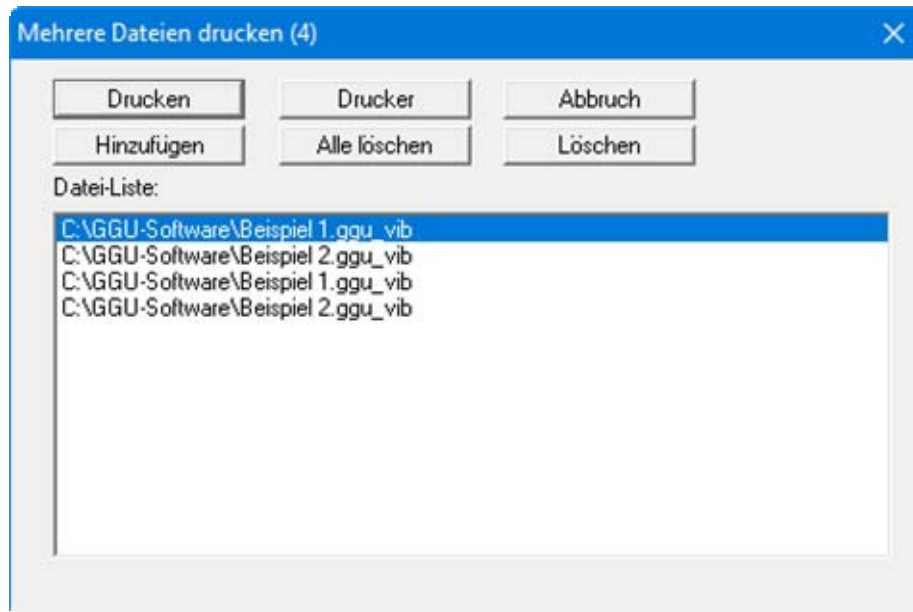 Mehrere Dateien drucken (4)
Drucken Drucker Abbruch
Hinzufügen Alle löschen Löschen
Datei-Liste:
C:\GGU-Software\Beispiel 1.ggu_vib
C:\GGU-Software\Beispiel 2.ggu_vib
C:\GGU-Software\Beispiel 1.ggu_vib
C:\GGU-Software\Beispiel 2.ggu_vib